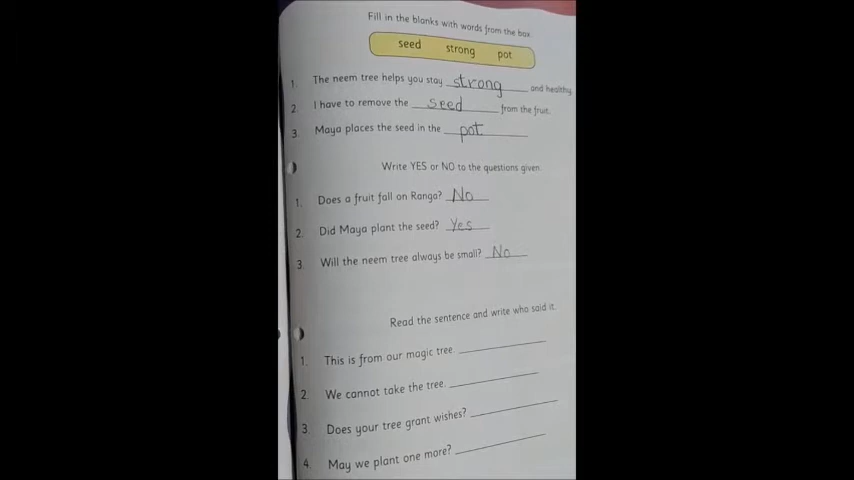 Fill in the blanks with words from the box.
seed strong pot
1. The neem tree helps you stay strong and healthy.
2. I have to remove the seed from the fruit.
3. Maya places the seed in the pot
Write YES or NO to the questions given.
1. Does a fruit fall on Ranga? No
2. Did Maya plant the seed? Yes
3. Will the neem tree always be small? No
Read the sentence and write who said it.
1. This is from our magic tree
2. We cannot take the tree.
3. Does your tree grant wishes?
4. May we plant one more?